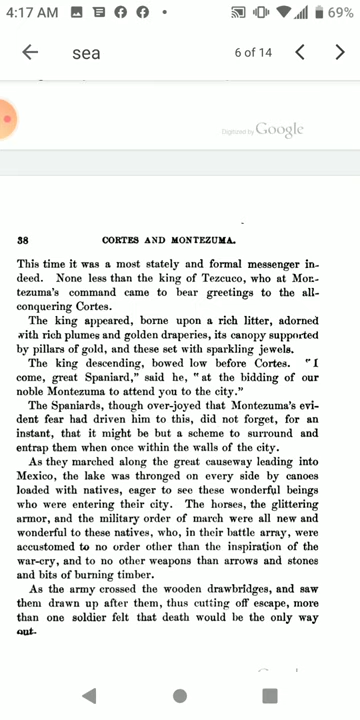 4:17 AM
69%
sea
6 of 14
Digitized by Google
38 CORTES AND MONTEZUMA.
This time it was a most stately and formal messenger in-
deed. None less than the king of Tezcuco, who at Mon-
tezuma's command came to bear greetings to the all-
conquering Cortes.
The king appeared, borne upon a rich litter, adorned
with rich plumes and golden draperies, its canopy supported
by pillars of gold, and these set with sparkling jewels.
The king descending, bowed low before Cortes. "I
come, great Spaniard," said he, "at the bidding of our
noble Montezuma to attend you to the city."
The Spaniards, though over-joyed that Montezuma's evi-
dent fear had driven him to this, did not forget, for an
instant, that it might be but a scheme to surround and
entrap them when once within the walls of the city.
As they marched along the great causeway leading into
Mexico, the lake was thronged on every side by canoes
loaded with natives, eager to see these wonderful beings
who were entering their city. The horses, the glittering
armor, and the military order of march were all new and
wonderful to these natives, who, in their battle array, were
accustomed to no order other than the inspiration of the
war-cry, and to no other weapons than arrows and stones
and bits of burning timber.
As the army crossed the wooden drawbridges, and saw
them drawn up after them, thus cutting off escape, more
than one soldier felt that death would be the only way
out.